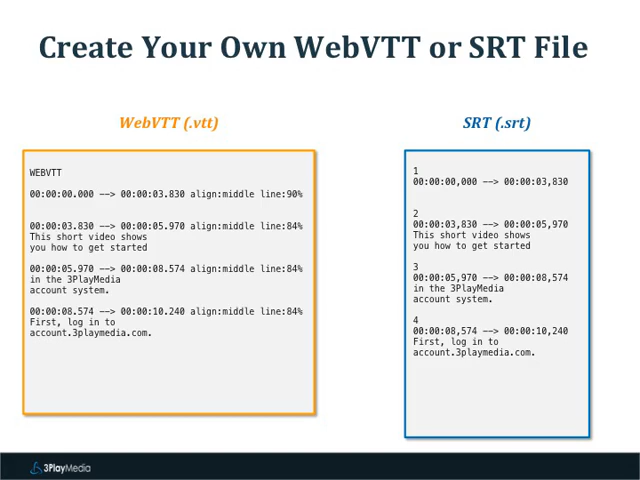 Create Your Own WebVTT or SRT File
WebVTT (.vtt)
WEBVTT
00:00:00.000 --> 00:00:03.830 align:middle line:90%
00:00:03.830 --> 00:00:05.970 align:middle line:84%
This short video shows
you how to get started
00:00:05.970 --> 00:00:08.574 align:middle line:84%
in the 3PlayMedia
account system.
00:00:08.574 --> 00:00:10.240 align:middle line:84%
First, log in to
account.3playmedia.com.
SRT (.srt)
1
00:00:00,000 --> 00:00:03,830
2
00:00:03,830 --> 00:00:05,970
This short video shows
you how to get started
3
00:00:05,970 --> 00:00:08,574
in the 3PlayMedia
account system.
4
00:00:08,574 --> 00:00:10,240
First, log in to
account.3playmedia.com.
3PlayMedia